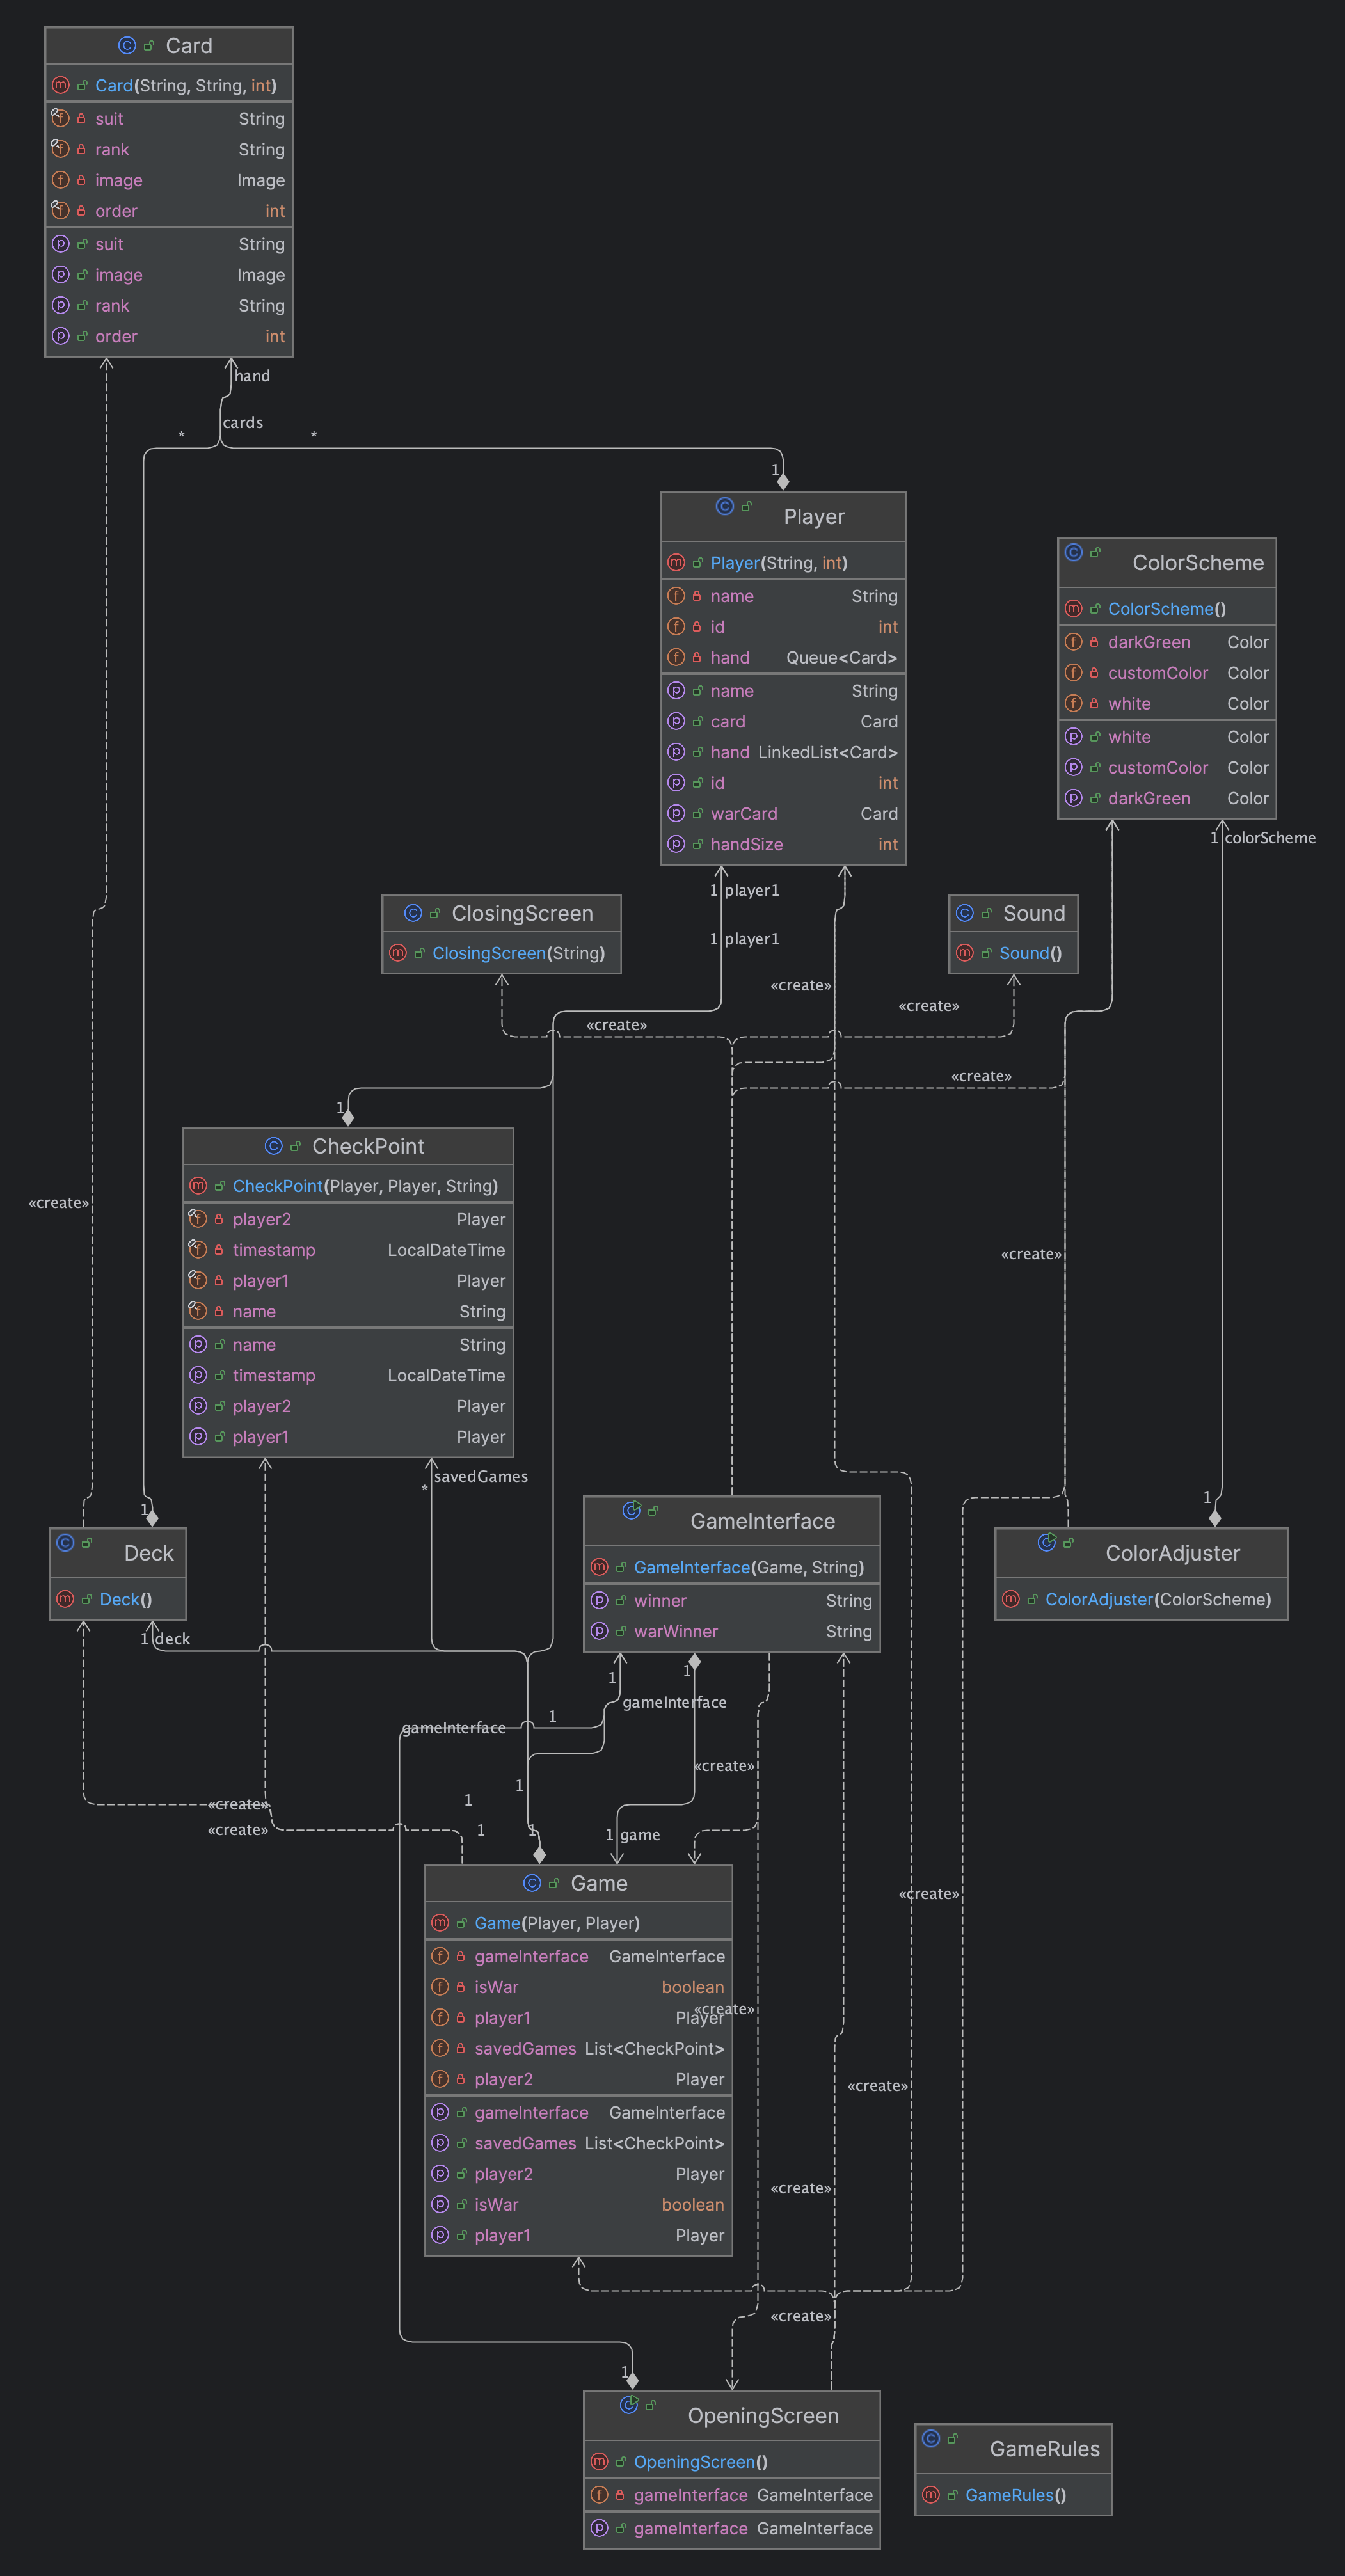 Card
Card(String, String, int)
suit String
rank String
image Image
order int
suit String
image Image
rank String
order int
hand
cards
* *
1
Player
Player(String, int)
name String
id int
hand Queue<Card>
name String
card Card
hand LinkedList<Card>
id int
warCard Card
handSize int
ColorScheme
ColorScheme()
darkGreen Color
customColor Color
white Color
white Color
customColor Color
darkGreen Color
1 colorScheme
1 player1
1 player1
ClosingScreen
ClosingScreen(String)
Sound
Sound()
«create»
«create»
«create»
«create»
1
CheckPoint
CheckPoint(Player, Player, String)
player2 Player
timestamp LocalDateTime
player1 Player
name String
name String
timestamp LocalDateTime
player2 Player
player1 Player
«create»
«create»
savedGames
*
1
Deck
Deck()
1 deck
GameInterface
GameInterface(Game, String)
winner String
warWinner String
1
ColorAdjuster
ColorAdjuster(ColorScheme)
1
1
gameInterface
1
gameInterface
«create»
1
1
«create»
«create»
1
1
1 game
Game
Game(Player, Player)
gameInterface GameInterface
isWar boolean
player1 Player
savedGames List<CheckPoint>
player2 Player
gameInterface GameInterface
savedGames List<CheckPoint>
player2 Player
isWar boolean
player1 Player
«create»
«create»
«create»
«create»
«create»
1
OpeningScreen
OpeningScreen()
gameInterface GameInterface
gameInterface GameInterface
GameRules
GameRules()